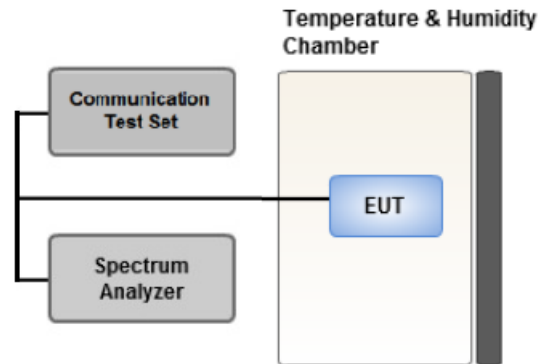 Temperature & Humidity
Chamber
Communication
Test Set
EUT
Spectrum
Analyzer